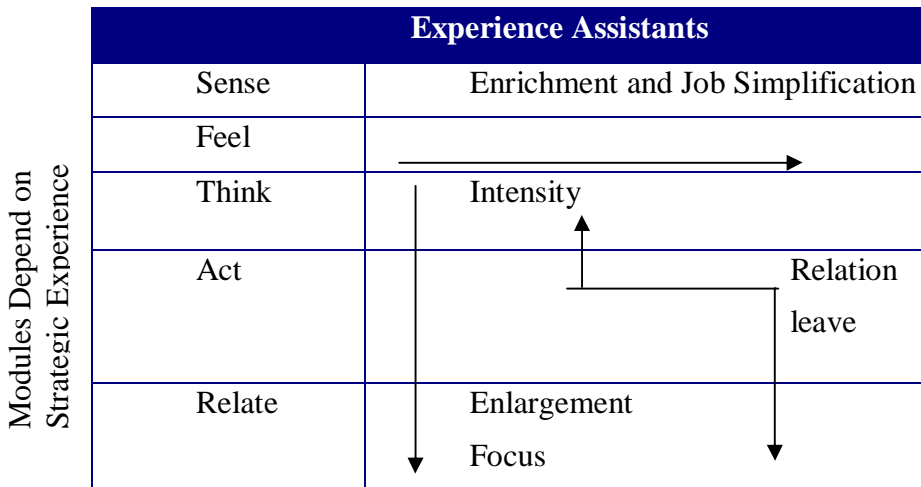 Experience Assistants
Sense
Enrichment and Job Simplification
Feel
Think
Intensity
Act
Relation
leave
Relate
Enlargement
Focus
Modules Depend on
Strategic Experience